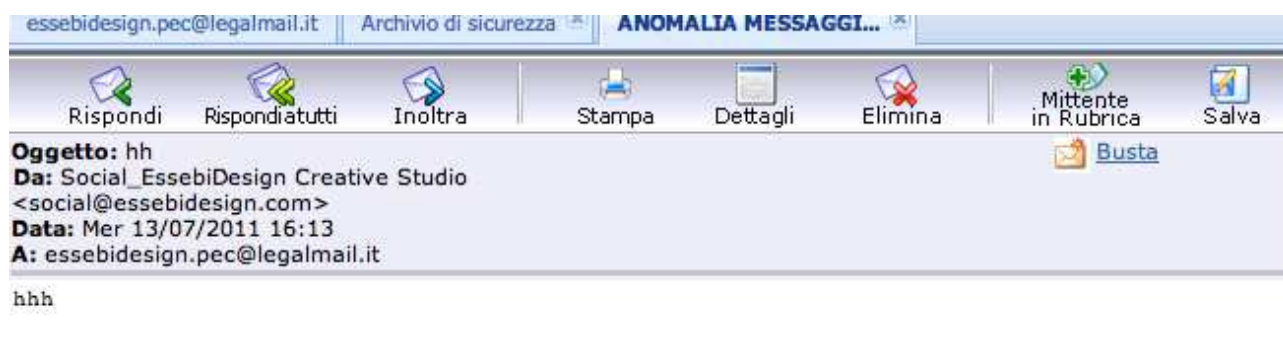 essebidesign.pec@legalmail.it Archivio di sicurezza ANOMALIA MESSAGGI...
Rispondi Rispondiatutti Inoltra Stampa Dettagli Elimina Mittente in Rubrica Salva
Oggetto: hh Busta
Da: Social_EssebiDesign Creative Studio
<social@essebidesign.com>
Data: Mer 13/07/2011 16:13
A: essebidesign.pec@legalmail.it
hhh